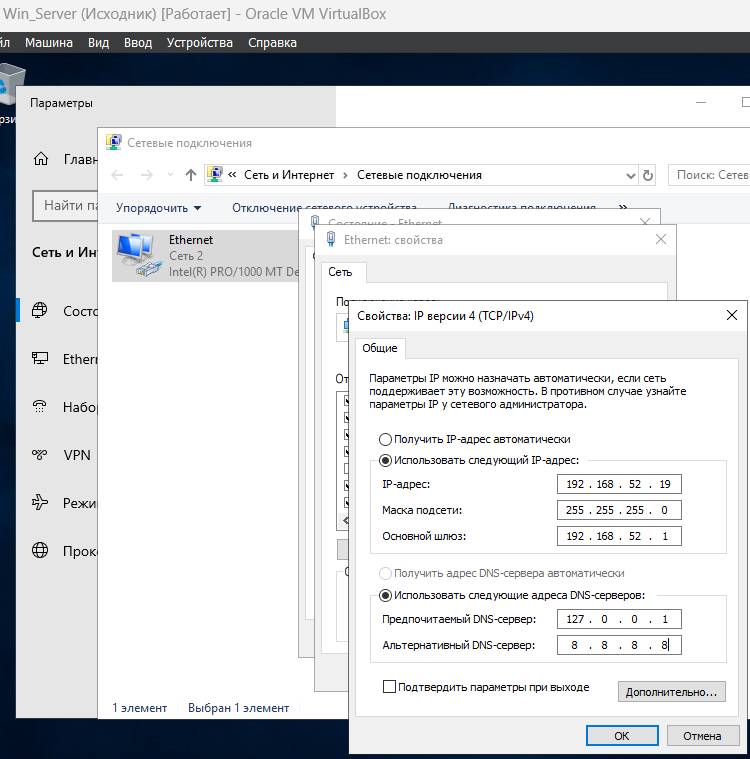 Win_Server (Исходник) [Работает] - Oracle VM VirtualBox
Машина Вид Ввод Устройства Справка
Параметры
Сетевые подключения
« Сеть и Интернет › Сетевые подключения
Поиск: Сетев
Найти па
Упорядочить Отключение сетевого устройства Диагностика подключения »
Состояние - Ethernet
Ethernet
Сеть 2
Intel(R) PRO/1000 MT De
Ethernet: свойства
Сеть
Сеть и Ин
Состо
Ethern
Набо
VPN
Режи
Прок
Свойства: IP версии 4 (TCP/IPv4)
Общие
Параметры IP можно назначать автоматически, если сеть
поддерживает эту возможность. В противном случае узнайте
параметры IP у сетевого администратора.
Получить IP-адрес автоматически
Использовать следующий IP-адрес:
IP-адрес: 192 . 168 . 52 . 19
Маска подсети: 255 . 255 . 255 . 0
Основной шлюз: 192 . 168 . 52 . 1
Получить адрес DNS-сервера автоматически
Использовать следующие адреса DNS-серверов:
Предпочитаемый DNS-сервер: 127 . 0 . 0 . 1
Альтернативный DNS-сервер: 8 . 8 . 8 . 8
Подтвердить параметры при выходе
Дополнительно...
ОК Отмена
1 элемент Выбран 1 элемент